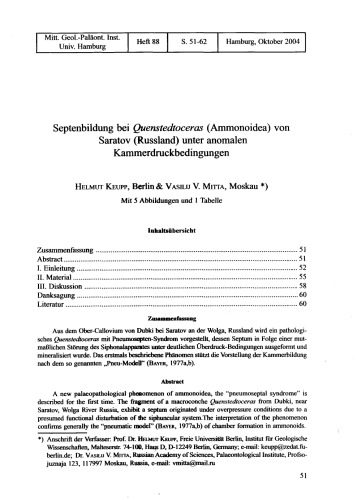 Mitt. Geol.-Paläont. Inst.
Univ. Hamburg
Heft 88
S. 51-62
Hamburg, Oktober 2004
Septenbildung bei Quenstedtoceras (Ammonoidea) von
Saratov (Russland) unter anomalen
Kammerdruckbedingungen
HELMUT KEUPP, Berlin & VASILIJ V. MITTA, Moskau *)
Mit 5 Abbildungen und 1 Tabelle
Inhaltsübersicht
Zusammenfassung ........ 51
Abstract ........ 51
I. Einleitung ........ 52
II. Material ........ 55
III. Diskussion ........ 58
Danksagung ........ 60
Literatur ........ 60
Zusammenfassung
Aus dem Ober-Callovium von Dubki bei Saratov an der Wolga, Russland wird ein pathologi-
sches Quenstedtoceras mit Pneumosepten-Syndrom vorgestellt, dessen Septum in Folge einer mut-
maßlichen Störung des Siphonalapparates unter deutlichen Überdruck-Bedingungen ausgeformt und
mineralisiert wurde. Das erstmals beschriebene Phänomen stützt die Vorstellung der Kammerbildung
nach dem so genannten „Pneu-Modell" (BAYER, 1977a,b).
Abstract
A new palaeopathological phenomenon of ammonoidea, the "pneumoseptal syndrome" is
described for the first time. The fragment of a macroconche Quenstedtoceras from Dubki, near
Saratov, Wolga River Russia, exhibit a septum originated under overpressure conditions due to a
presumed functional disturbation of the siphuncular system.The interpretation of the phenomenon
confirms generally the "pneumatic model" (BAYER, 1977a,b) of chamber formation in ammonoids.
*) Anschrift der Verfasser: Prof. Dr. HELMUT KEUPP, Freie Universität Berlin, Institut für Geologische
Wissenschaften, Malteserstr. 74-100, Haus D, D-12249 Berlin, Germany; e-mail: keupp@zedat.fu-
berlin.de; Dr. VASILIJ V. MITTA, Russian Academy of Sciences, Palaeontological Institute, Profso-
juznaja 123, 117997 Moskau, Russia, e-mail: vmitta@mail.ru
51